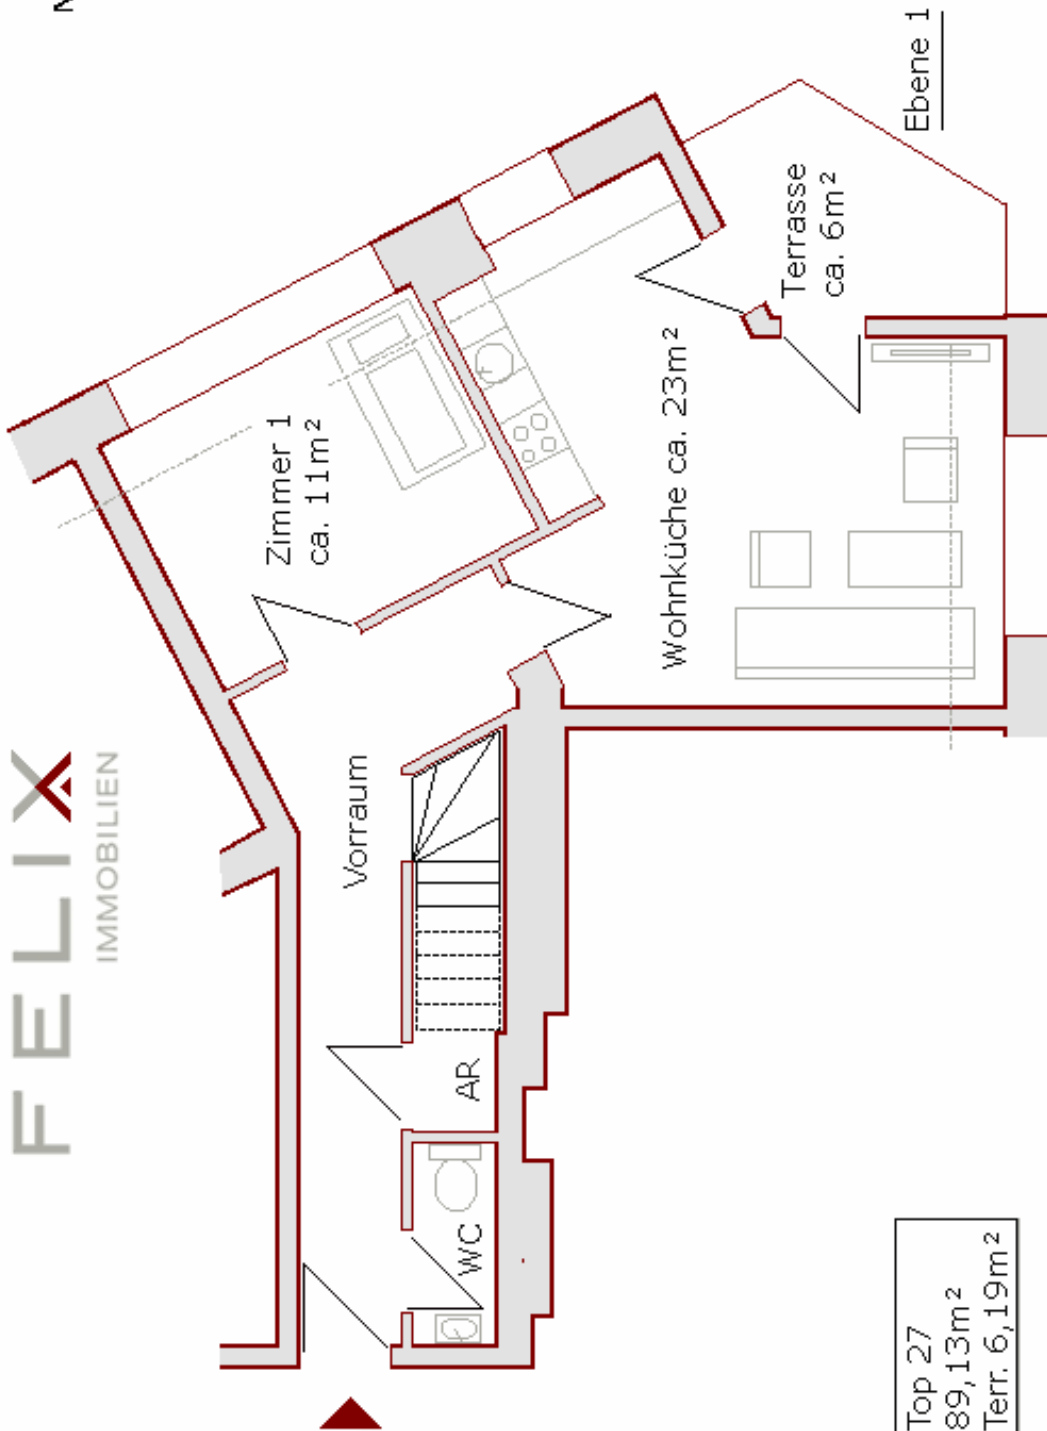 FELIX
IMMOBILIEN
Ebene 1
Zimmer 1
ca. 11m²
Terrasse
ca. 6m²
Wohnküche ca. 23m²
Vorraum
AR
WC
Top 27
89,13m²
Terr. 6,19m²